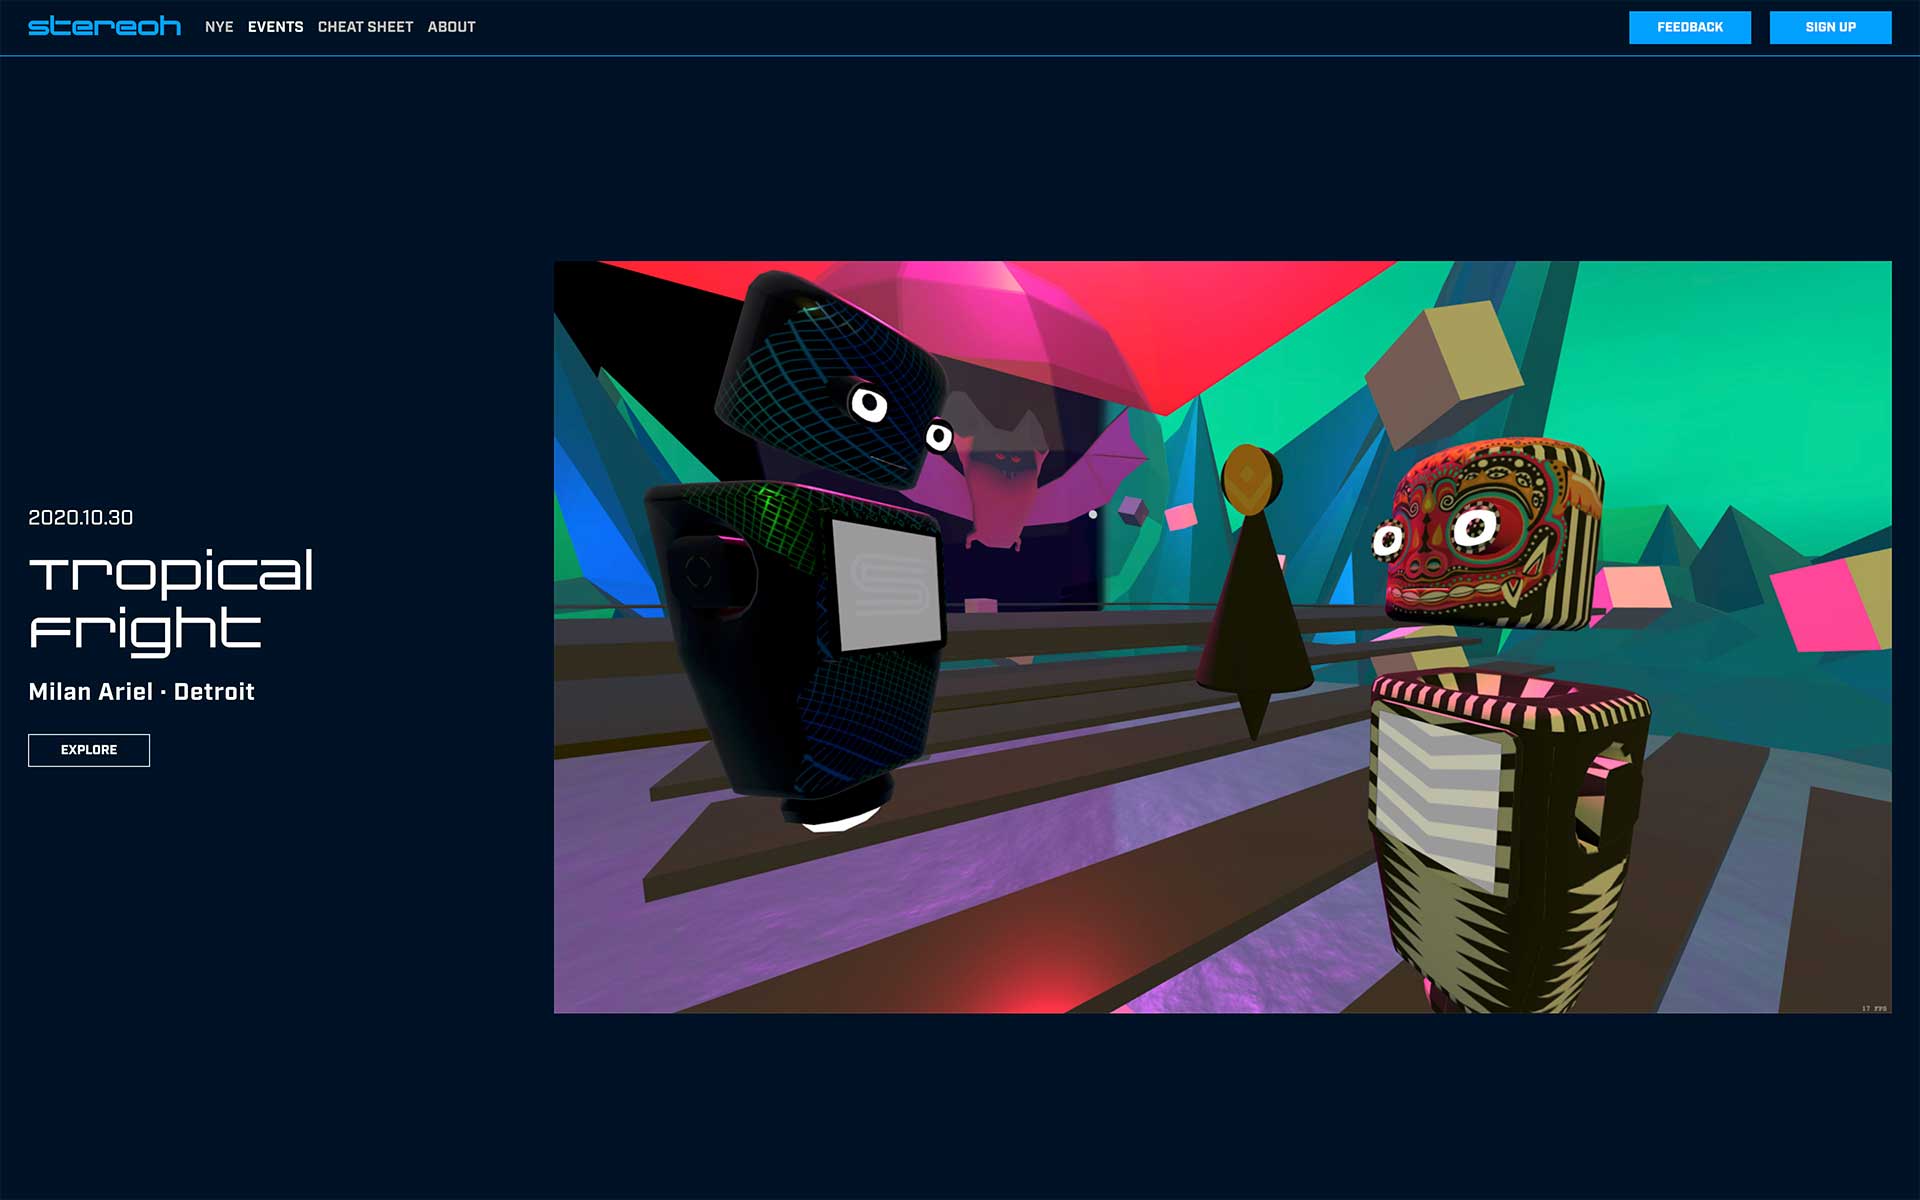 stereoh
NYE EVENTS CHEAT SHEET ABOUT
FEEDBACK
SIGN UP
2020.10.30
Tropical
Fright
Milan Ariel · Detroit
EXPLORE
S
17 FPS